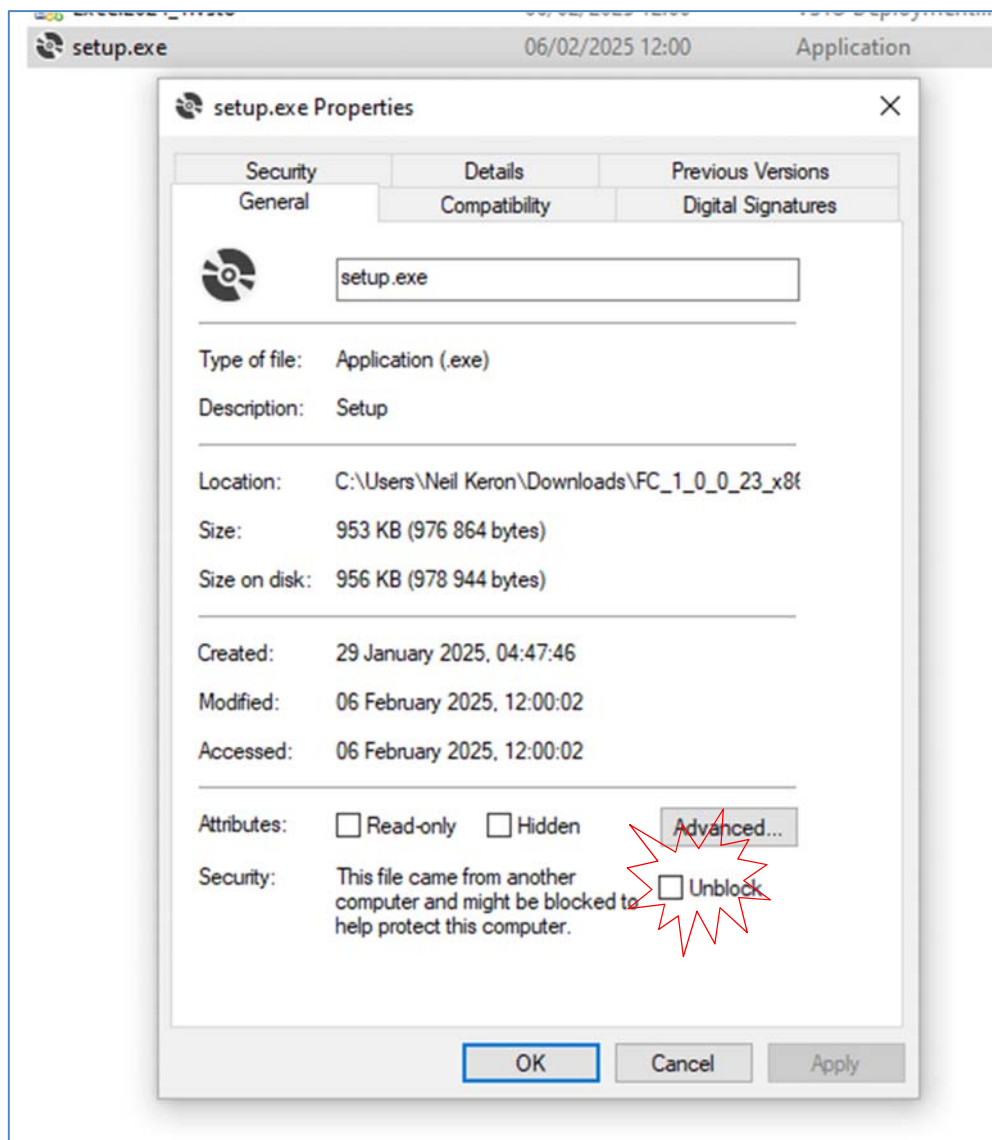 setup.exe 06/02/2025 12:00 Application
setup.exe Properties
Security Details Previous Versions
General Compatibility Digital Signatures
setup.exe
Type of file: Application (.exe)
Description: Setup
Location: C:\Users\Neil Keron\Downloads\FC_1_0_0_23_x86
Size: 953 KB (976 864 bytes)
Size on disk: 956 KB (978 944 bytes)
Created: 29 January 2025, 04:47:46
Modified: 06 February 2025, 12:00:02
Accessed: 06 February 2025, 12:00:02
Attributes: Read-only Hidden Advanced...
Security: This file came from another
computer and might be blocked to
help protect this computer.
Unblock
OK Cancel Apply